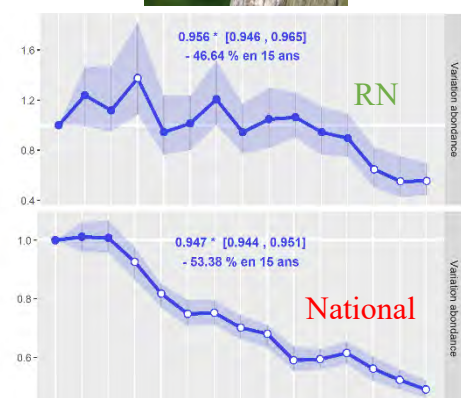 0.956 * [0.946 , 0.965]
- 46.64 % en 15 ans
RN
1.6
1.2
0.8
0.4
Variation abondance
0.947 * [0.944 , 0.951]
- 53.38 % en 15 ans
National
1.0
0.8
0.6
Variation abondance